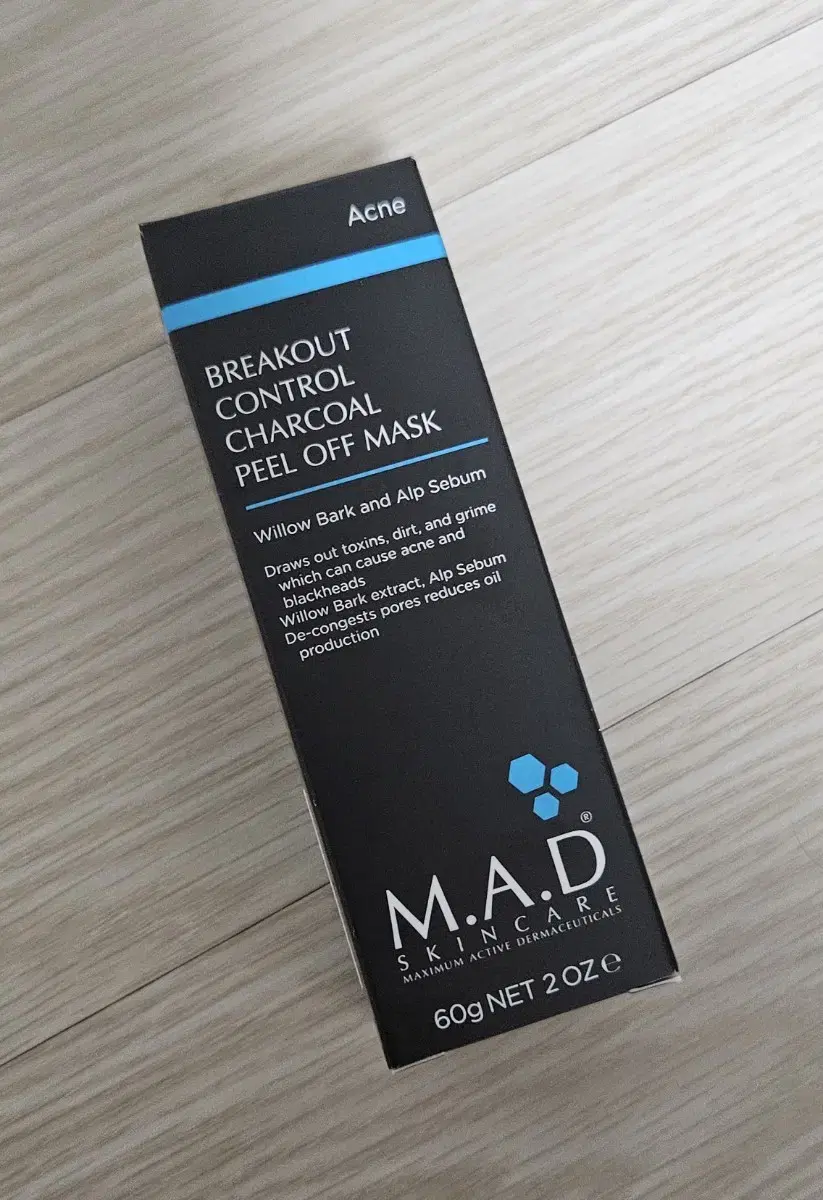 Acne
BREAKOUT
CONTROL
CHARCOAL
PEEL OFF MASK
Willow Bark and Alp Sebum
Draws out toxins, dirt, and grime
which can cause acne and
blackheads
Willow Bark extract, Alp Sebum
De-congests pores reduces oil
production
M.A.D®
SKINCARE
MAXIMUM ACTIVE DERMACEUTICALS
60g NET 2 OZ ℮